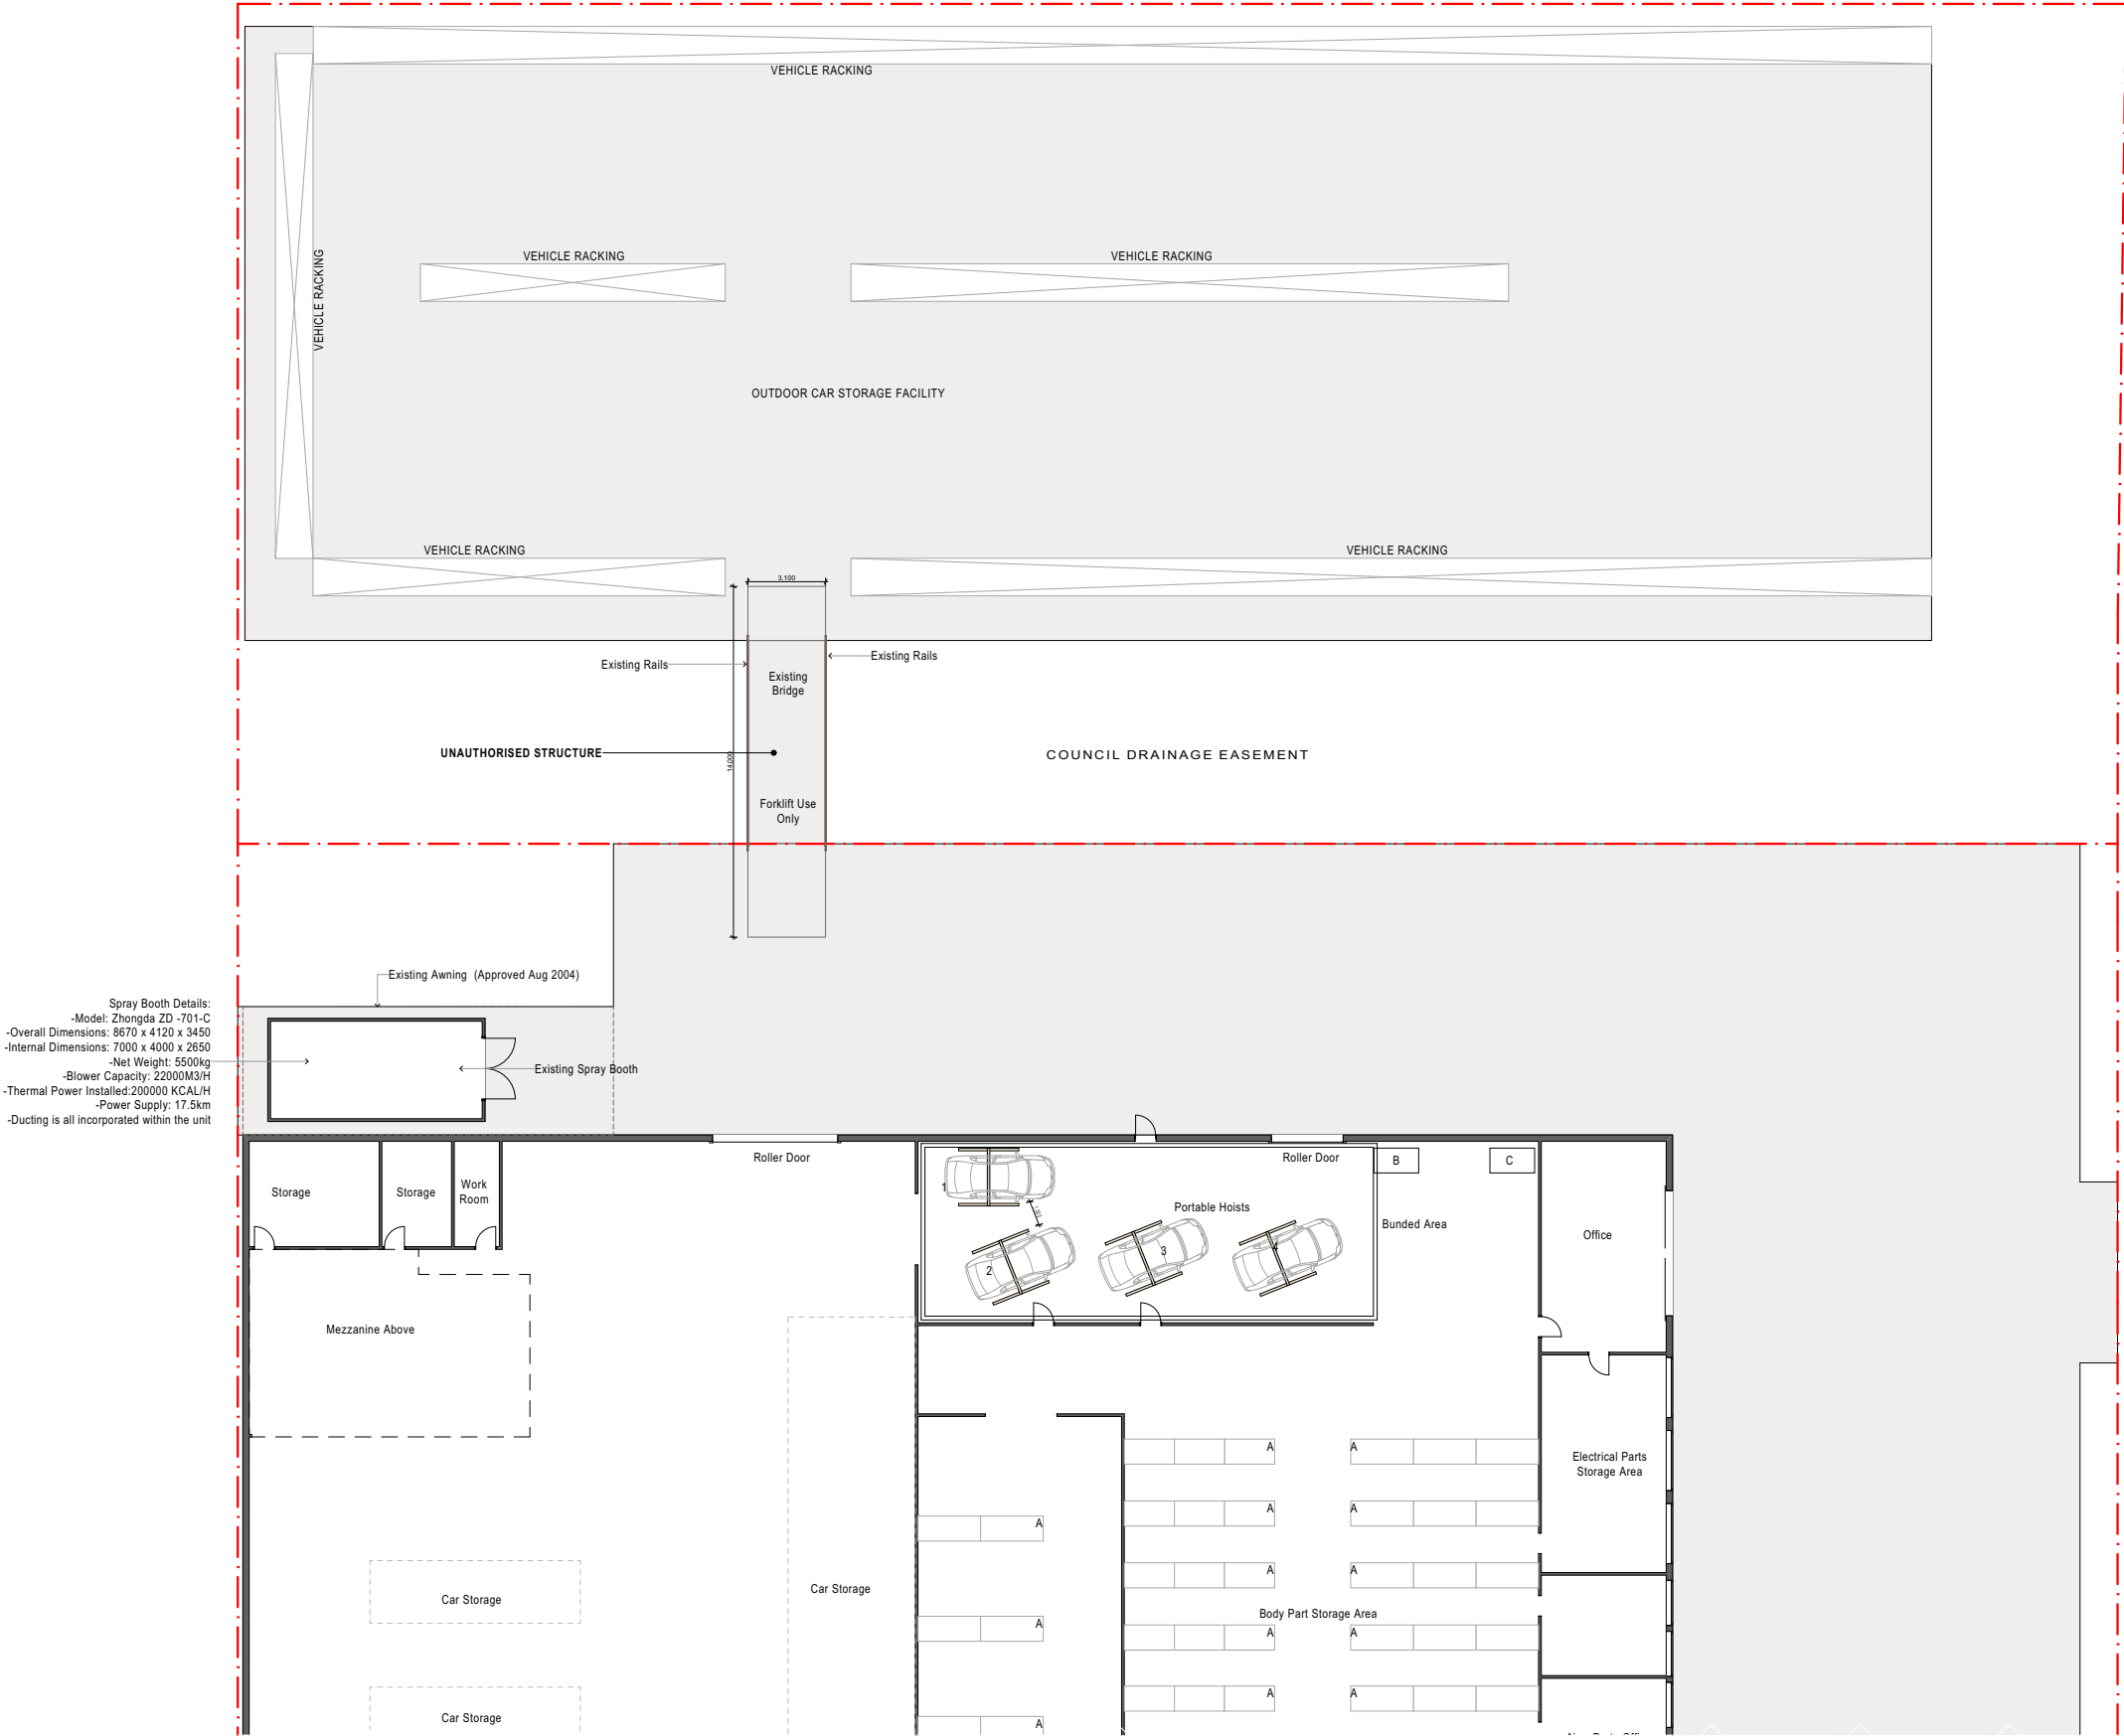 VEHICLE RACKING
VEHICLE RACKING
VEHICLE RACKING
VEHICLE RACKING
OUTDOOR CAR STORAGE FACILITY
VEHICLE RACKING
VEHICLE RACKING
3,100
Existing Rails
Existing Rails
Existing
Bridge
UNAUTHORISED STRUCTURE
14,000
COUNCIL DRAINAGE EASEMENT
Forklift Use
Only
Existing Awning (Approved Aug 2004)
Spray Booth Details:
-Model: Zhongda ZD -701-C
-Overall Dimensions: 8670 x 4120 x 3450
-Internal Dimensions: 7000 x 4000 x 2650
-Net Weight: 5500kg
-Blower Capacity: 22000M3/H
-Thermal Power Installed:200000 KCAL/H
-Power Supply: 17.5km
-Ducting is all incorporated within the unit
Existing Spray Booth
Roller Door
Roller Door
B
C
Storage
Storage
Work
Room
1
Portable Hoists
Bunded Area
Office
2
3
4
Mezzanine Above
A
A
Electrical Parts
Storage Area
A
A
A
A
A
A
Car Storage
Car Storage
Body Part Storage Area
A
A
A
A
A
Car Storage
A